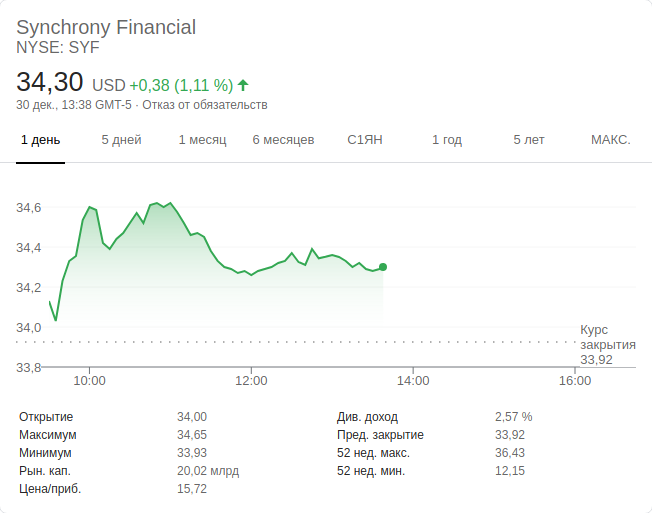 Synchrony Financial
NYSE: SYF
34,30 USD +0,38 (1,11 %)
30 дек., 13:38 GMT-5 · Отказ от обязательств
1 день 5 дней 1 месяц 6 месяцев С1ЯН 1 год 5 лет МАКС.
34,6
34,4
34,2
34,0
33,8
Курс
закрытия
33,92
10:00 12:00 14:00 16:00
Открытие 34,00
Максимум 34,65
Минимум 33,93
Рын. кап. 20,02 млрд
Цена/приб. 15,72
Див. доход 2,57 %
Пред. закрытие 33,92
52 нед. макс. 36,43
52 нед. мин. 12,15